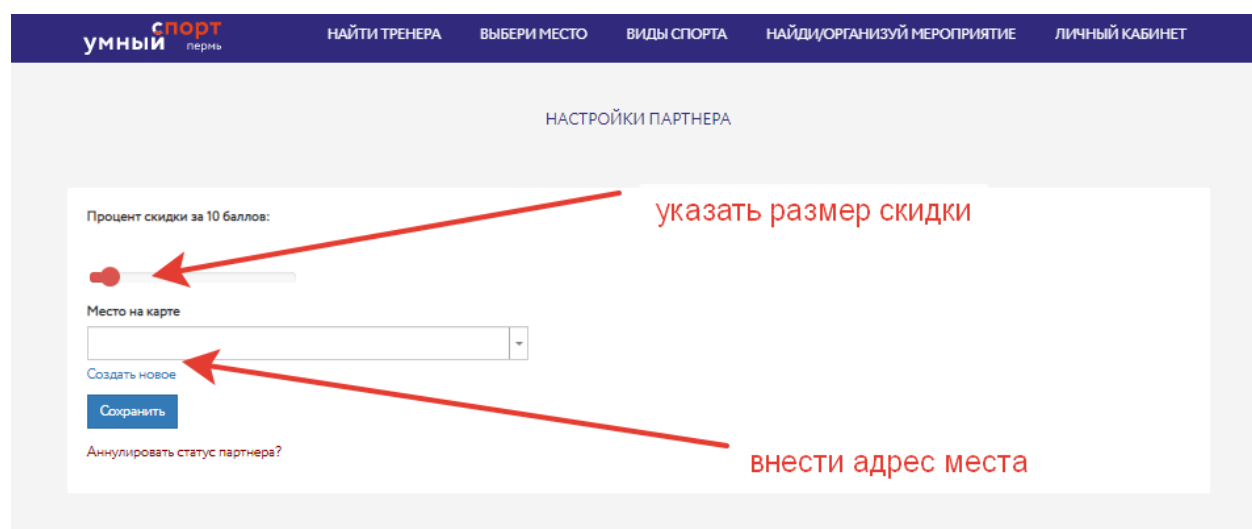 умный спорт
пермь
НАЙТИ ТРЕНЕРА ВЫБЕРИ МЕСТО ВИДЫ СПОРТА НАЙДИ/ОРГАНИЗУЙ МЕРОПРИЯТИЕ ЛИЧНЫЙ КАБИНЕТ
НАСТРОЙКИ ПАРТНЕРА
Процент скидки за 10 баллов:
указать размер скидки
Место на карте
Создать новое
Сохранить
Аннулировать статус партнера?
внести адрес места